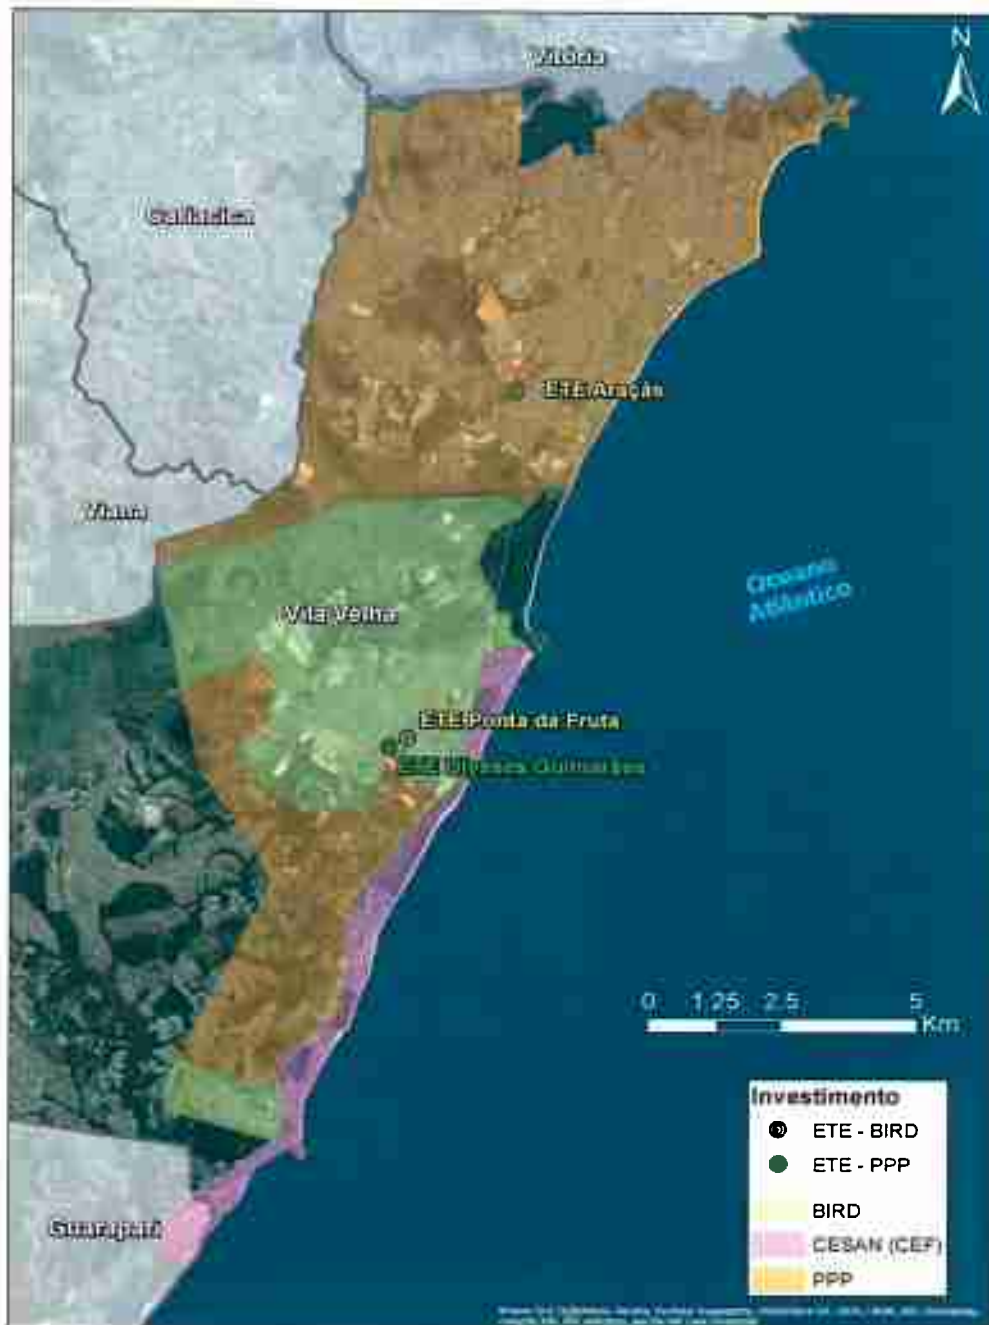 N
Vitória
Cariacica
ETE Araçás
Viana
Vila Velha
Oceano
Atlântico
ETE Ponta da Fruta
ETE Ulysses Guimarães
0 1.25 2.5 5
Km
Investimento
ETE - BIRD
ETE - PPP
BIRD
CESAN (CEF)
PPP
Guarapari